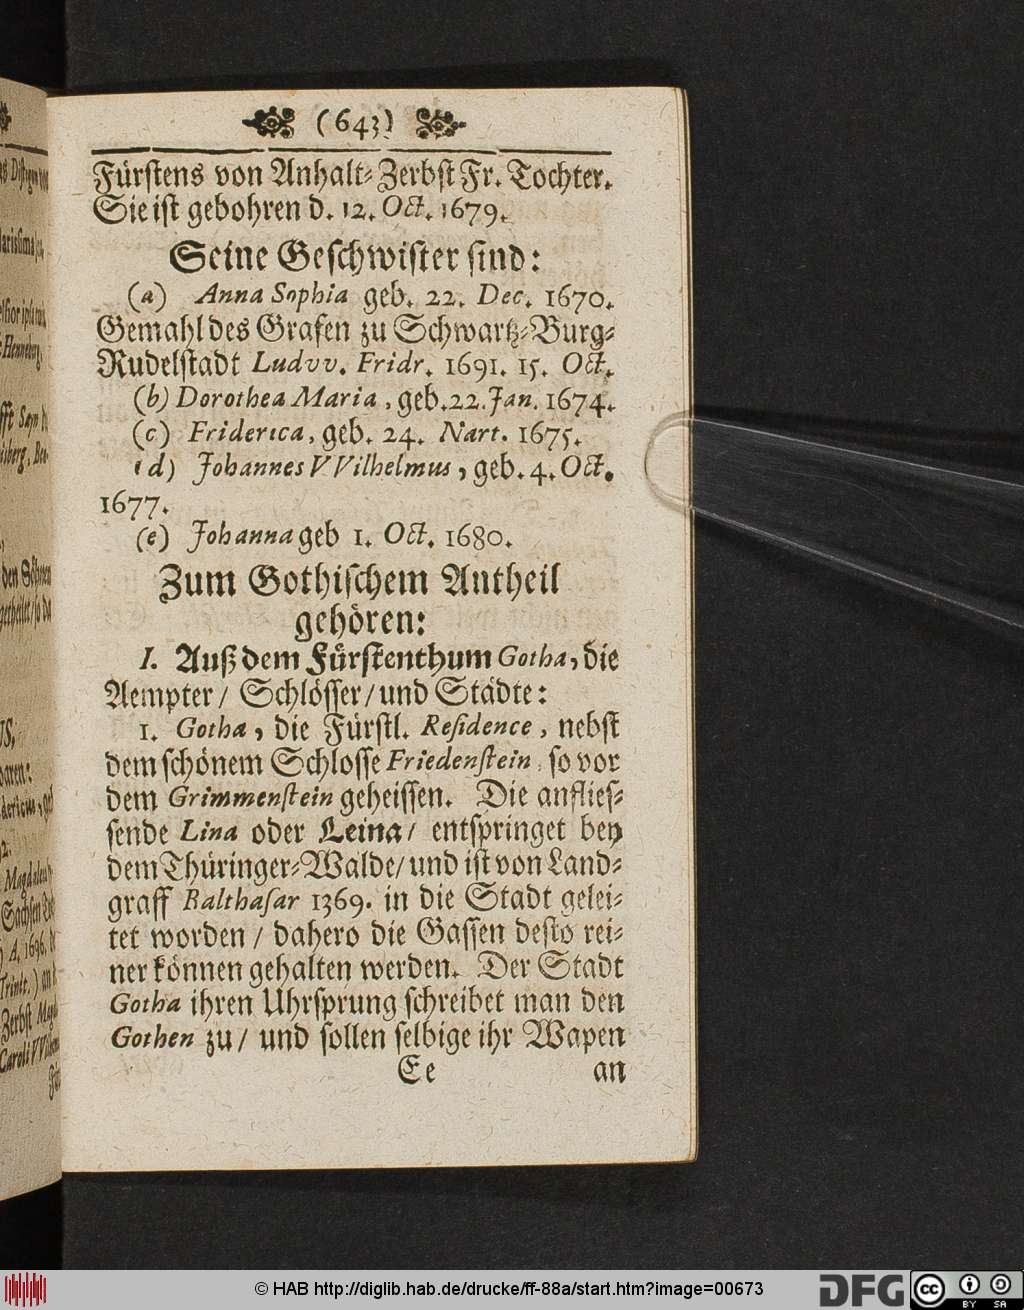 (643)
Fürstens von Anhalt-Zerbst Fr. Tochter.
Sie ist gebohren d. 12. Oct. 1679.
Seine Geschwister sind:
(a) Anna Sophia geb. 22. Dec. 1670.
Gemahl des Grafen zu Schwartz-Burg-
Rudelstadt Ludvv. Fridr. 1691. 15. Oct.
(b) Dorothea Maria, geb. 22. Jan. 1674.
(c) Friderica, geb. 24. Nart. 1675.
(d) Johannes VVilhelmus, geb. 4. Oct.
1677.
(e) Johanna geb 1. Oct. 1680.
Zum Gothischem Antheil
gehören:
I. Auß dem Fürstenthum Gotha, die
Aempter/ Schlösser/ und Städte:
1. Gotha, die Fürstl. Residence, nebst
dem schönem Schlosse Friedenstein, so vor
dem Grimmenstein geheissen. Die anflies-
sende Lina oder Leina/ entspringet bey
dem Thüringer-Walde/ und ist von Land-
graff Balthasar 1369. in die Stadt gelei-
tet worden/ dahero die Gassen desto rei-
ner können gehalten werden. Der Stadt
Gotha ihren Uhrsprung schreibet man den
Gothen zu/ und sollen selbige ihr Wapen
Ee an
© HAB http://diglib.hab.de/drucke/ff-88a/start.htm?image=00673
DFG
cc BY SA